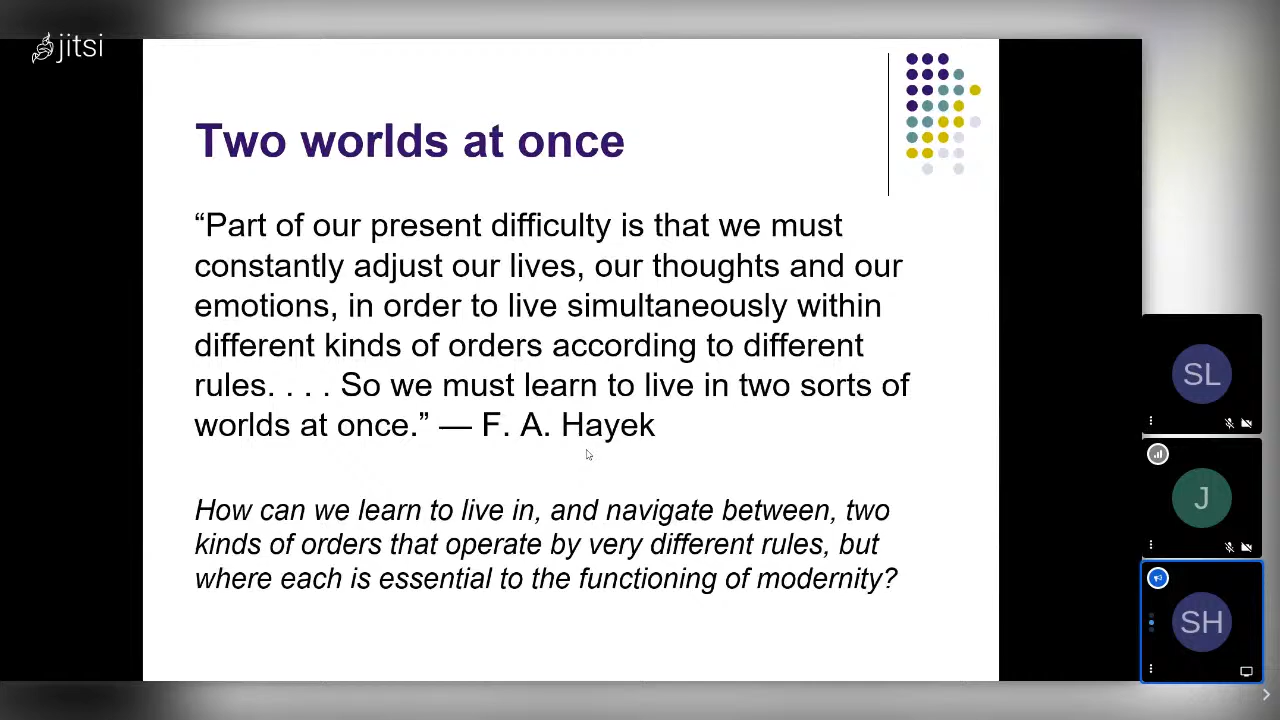 jitsi
Two worlds at once
“Part of our present difficulty is that we must
constantly adjust our lives, our thoughts and our
emotions, in order to live simultaneously within
different kinds of orders according to different
rules. . . . So we must learn to live in two sorts of
worlds at once.” — F. A. Hayek
How can we learn to live in, and navigate between, two
kinds of orders that operate by very different rules, but
where each is essential to the functioning of modernity?
SL
J
SH